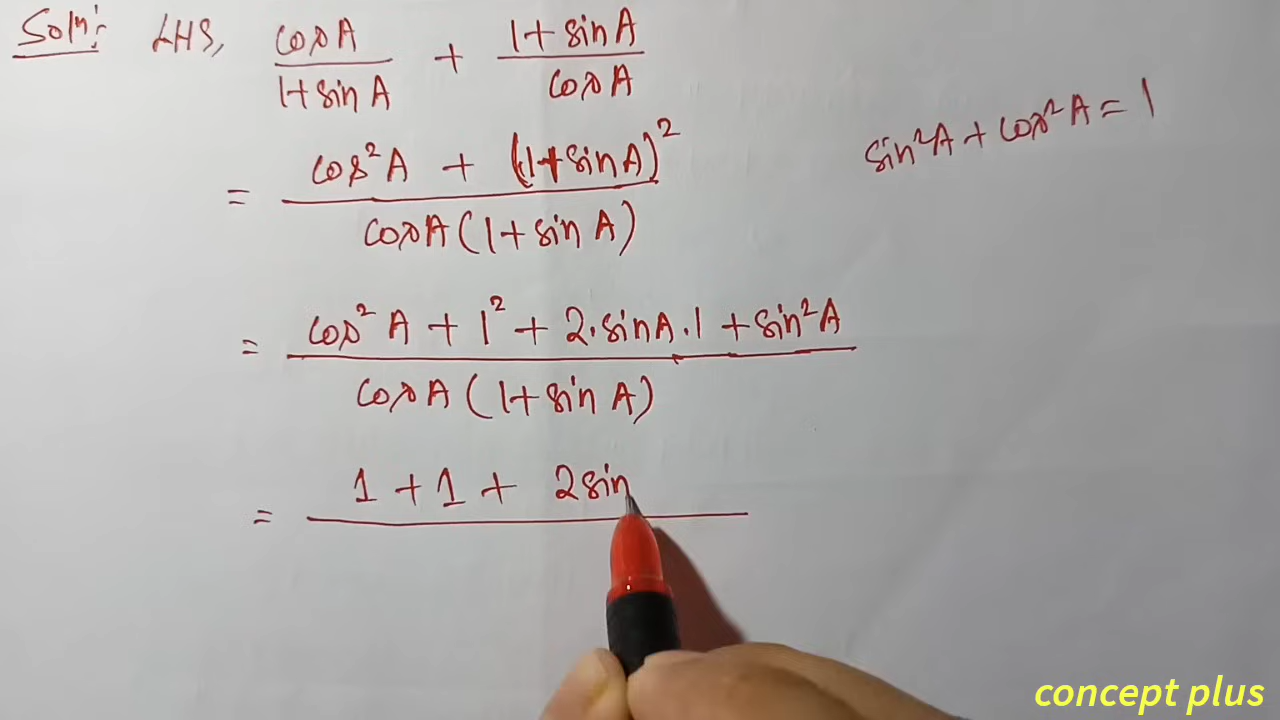 Soln: LHS, cosA/1+sinA + 1+sinA/cosA
sin²A + cos²A = 1
= cos²A + (1+sinA)²/cosA(1+sinA)
= cos²A + 1² + 2·sinA·1 + sin²A/cosA(1+sinA)
= 1 + 1 + 2sin
concept plus